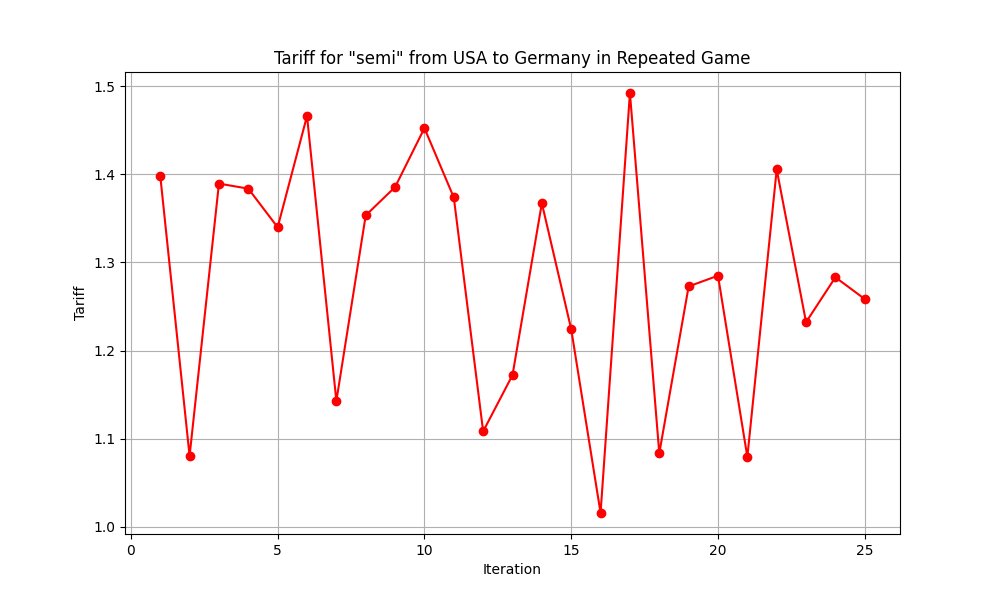 Tariff for "semi" from USA to Germany in Repeated Game
1.5
1.4
1.3
1.2
1.1
1.0
Tariff
0 5 10 15 20 25
Iteration